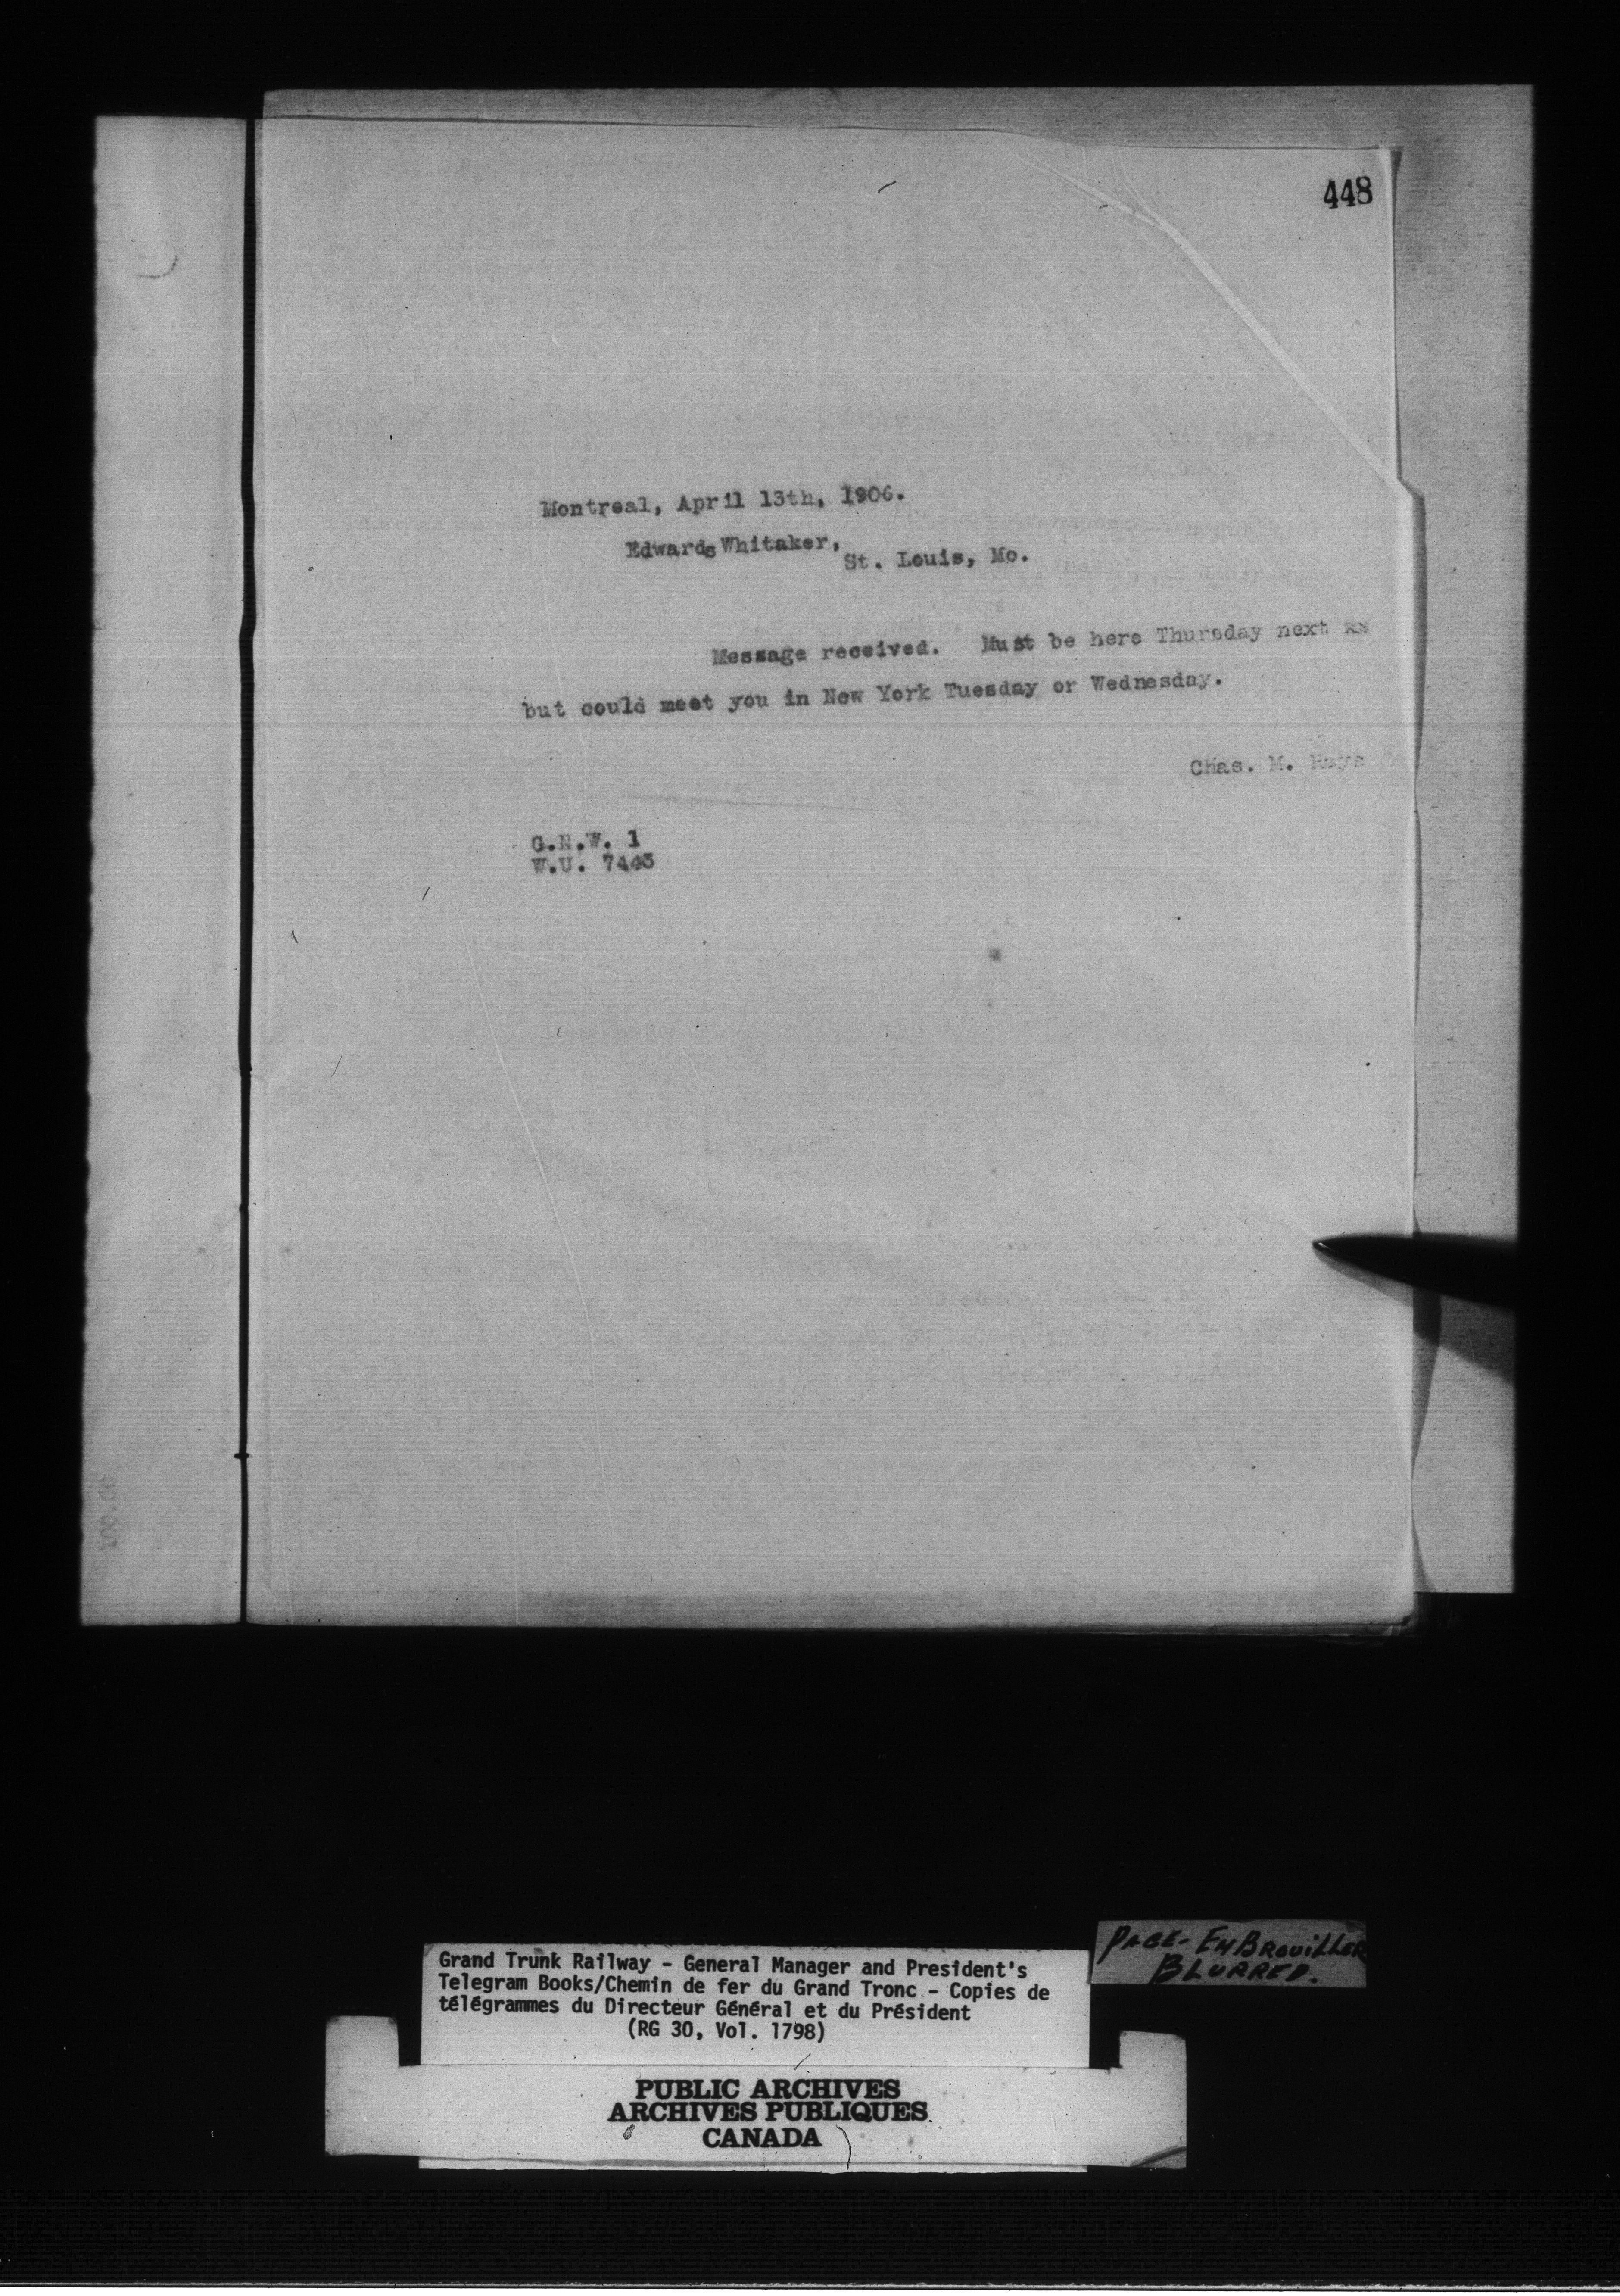 448
Montreal, April 13th, 1906.
Edwards Whitaker,
St. Louis, Mo.
Message received. Must be here Thursday next xx
but could meet you in New York Tuesday or Wednesday.
Chas. M. Hays
G.N.W. 1
W.U. 7443
Grand Trunk Railway - General Manager and President's
Telegram Books/Chemin de fer du Grand Tronc - Copies de
télégrammes du Directeur Général et du Président
(RG 30, Vol. 1798)
PAGE- EMBROUILLER
BLURRED.
PUBLIC ARCHIVES
ARCHIVES PUBLIQUES
CANADA